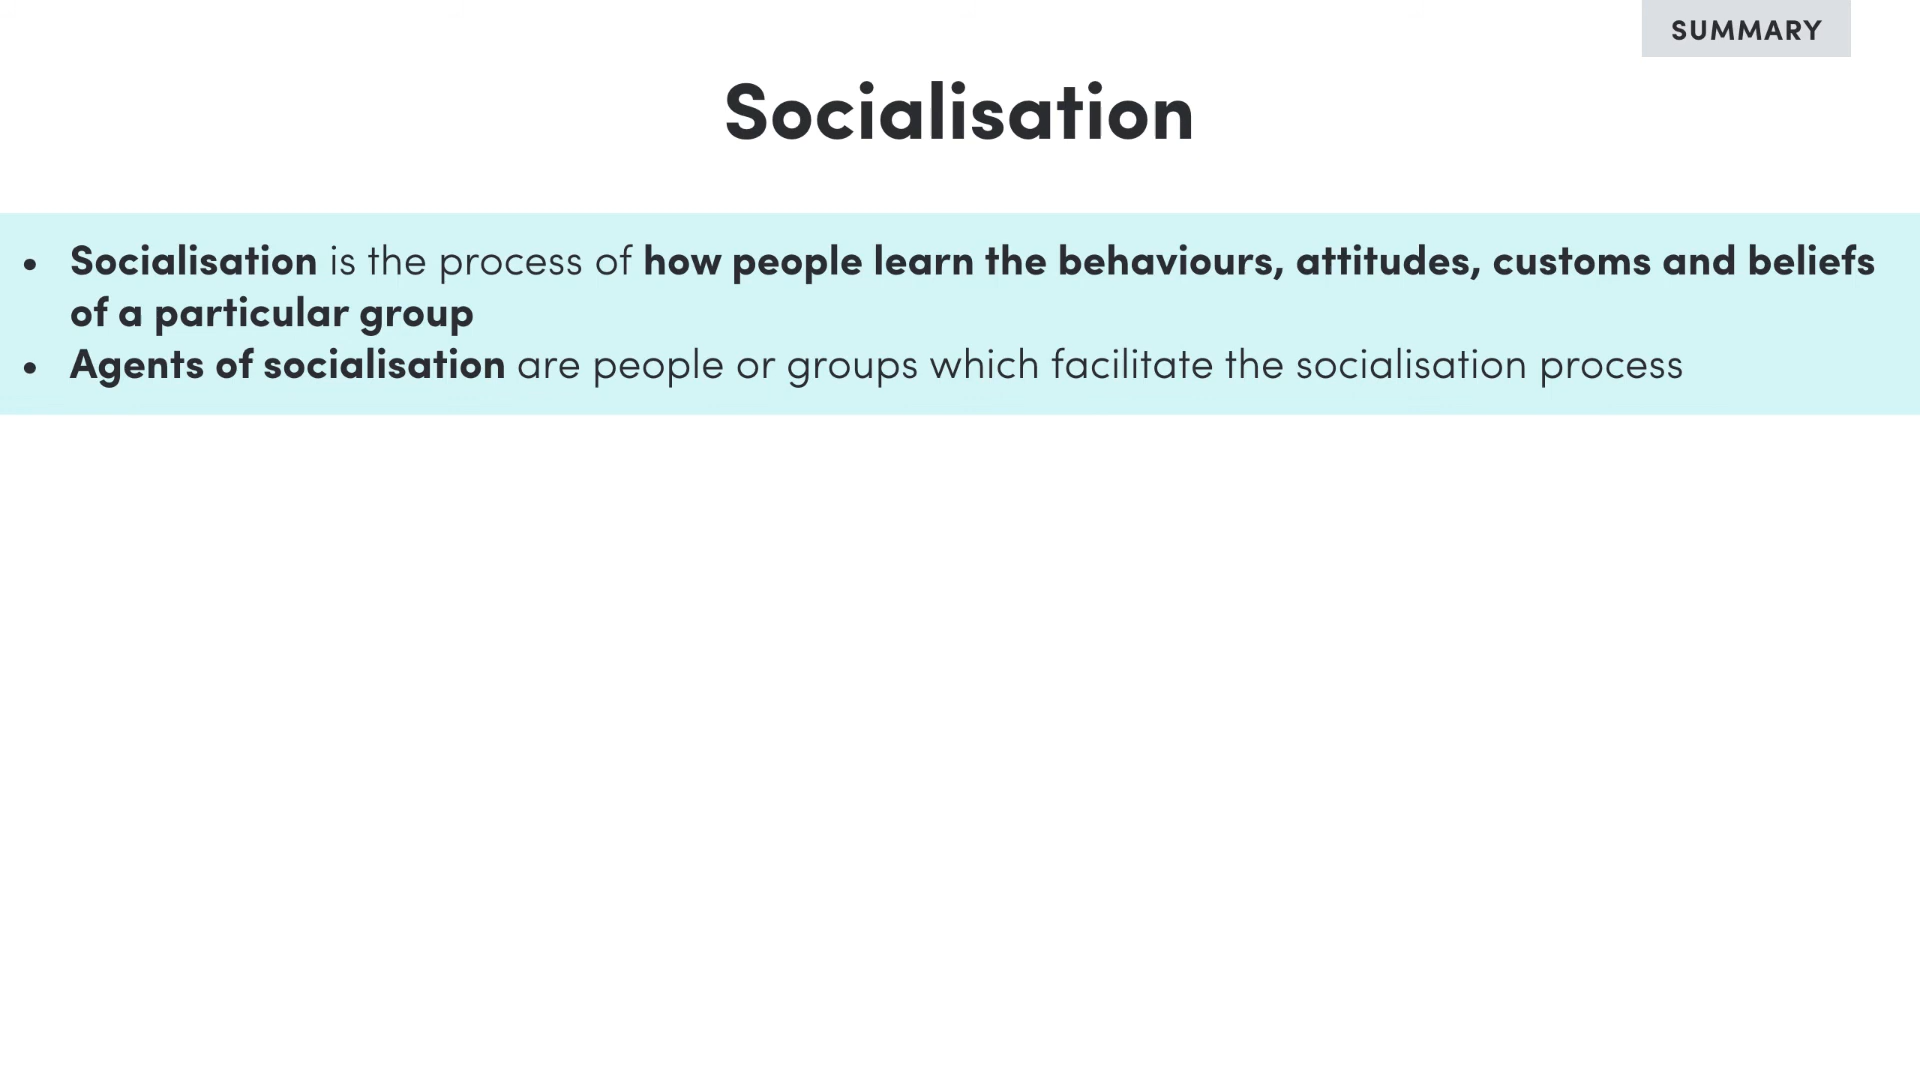 SUMMARY
Socialisation
• Socialisation is the process of how people learn the behaviours, attitudes, customs and beliefs
of a particular group
• Agents of socialisation are people or groups which facilitate the socialisation process